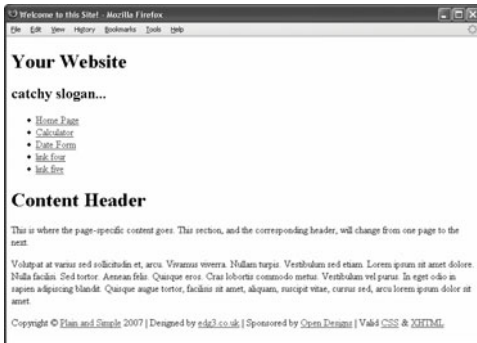 Welcome to this Site! - Mozilla Firefox
File Edit View History Bookmarks Tools Help
Your Website
catchy slogan...
Home Page
Calculator
Date Form
link four
link five
Content Header
This is where the page-specific content goes. This section, and the corresponding header, will change from one page to the
next.
Volutpat at varius sed sollicitudin et, arcu. Vivamus viverra. Nullam turpis. Vestibulum sed etiam. Lorem ipsum sit amet dolore.
Nulla facilisi. Sed tortor. Aenean felis. Quisque eros. Cras lobortis commodo metus. Vestibulum vel purus. In eget odio in
sapien adipiscing blandit. Quisque augue tortor, facilisis sit amet, aliquam, suscipit vitae, cursus sed, arcu lorem ipsum dolor sit
amet.
Copyright © Plain and Simple 2007 | Designed by edg3.co.uk | Sponsored by Open Designs | Valid CSS & XHTML